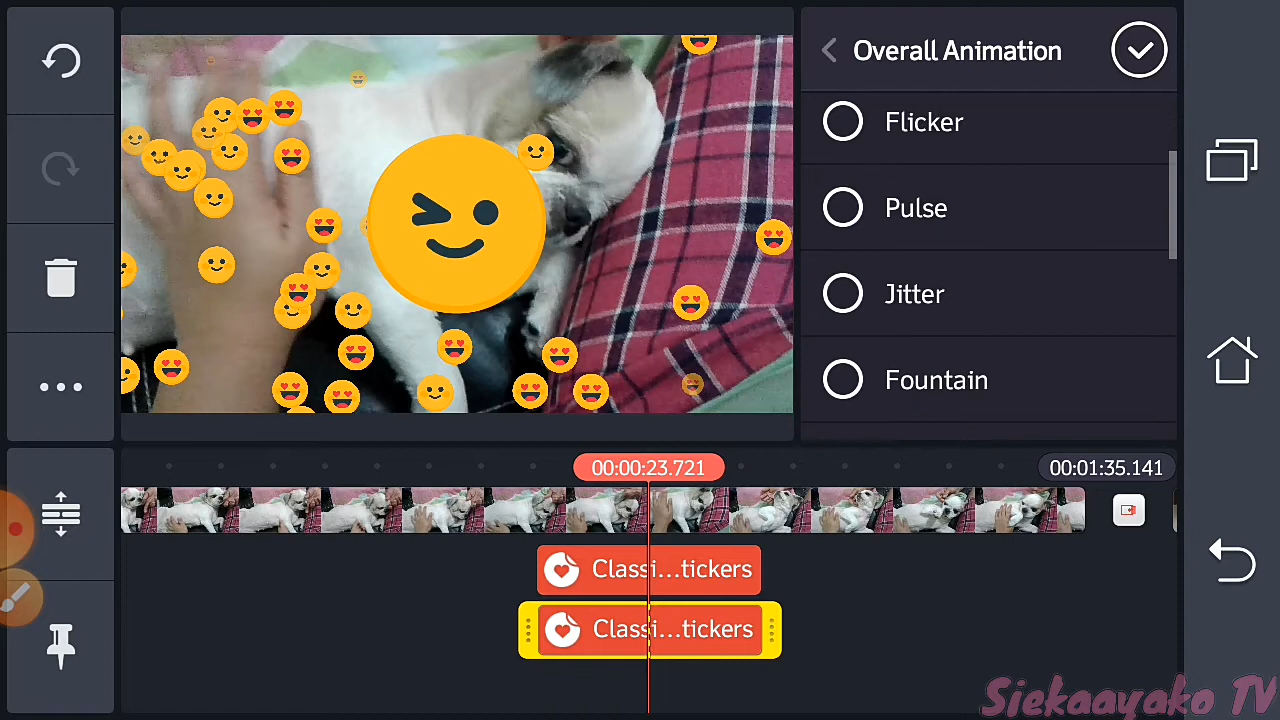 Overall Animation
Flicker
Pulse
Jitter
Fountain
00:00:23.721
00:01:35.141
Classi...tickers
Classi...tickers
Siekaayako TV